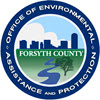 OFFICE OF ENVIRONMENTAL
FORSYTH COUNTY
ASSISTANCE AND PROTECTION